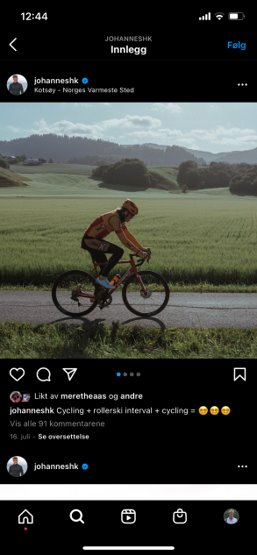 12:44
JOHANNESHK
Innlegg
Følg
johanneshk
Kotsøy - Norges Varmeste Sted
Likt av meretheaas og andre
johanneshk Cycling + rollerski interval + cycling = 😁😁😁
Vis alle 91 kommentarene
16. juli · Se oversettelse
johanneshk